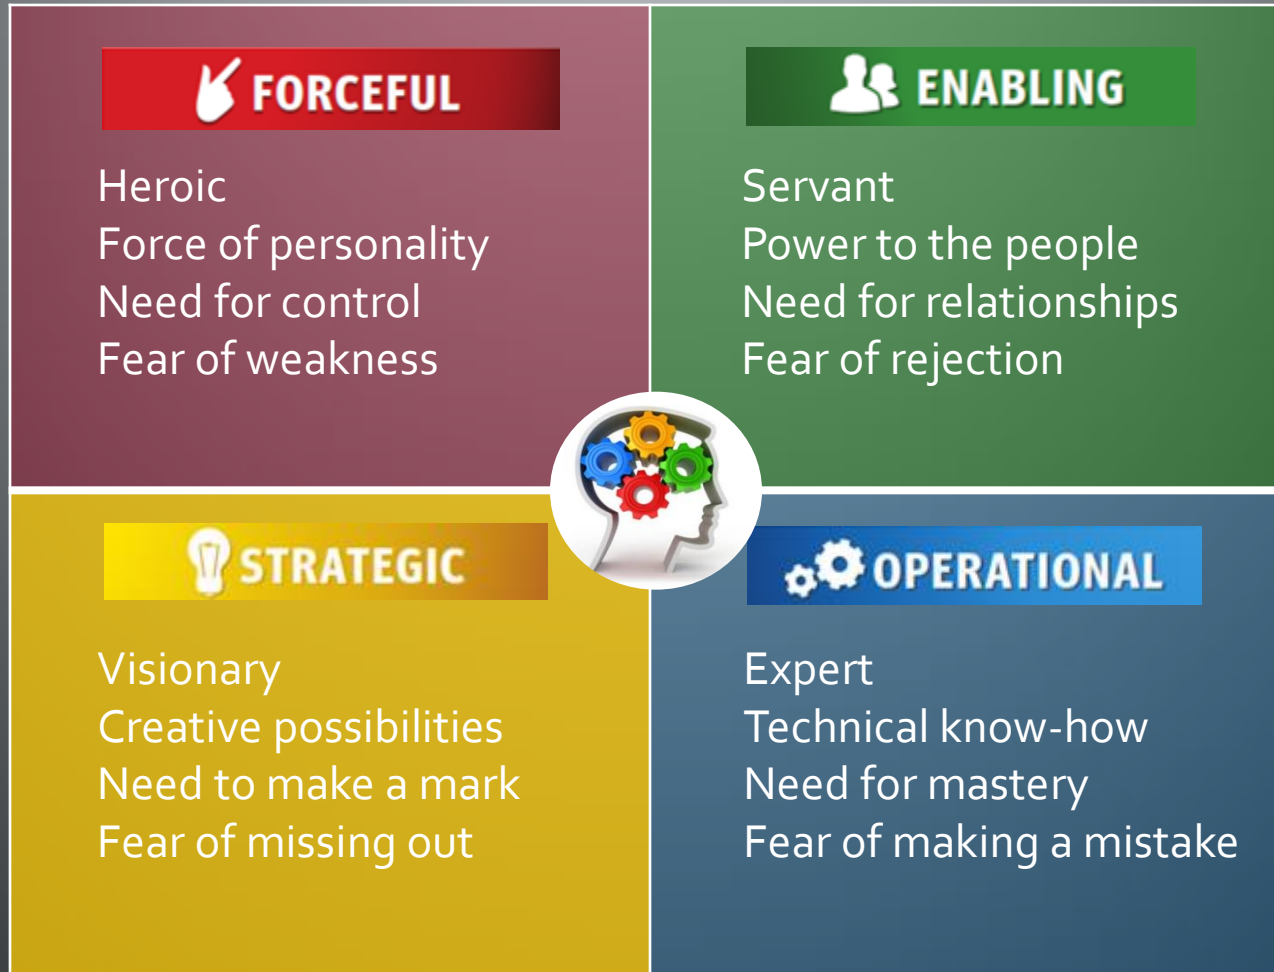 FORCEFUL
Heroic
Force of personality
Need for control
Fear of weakness
ENABLING
Servant
Power to the people
Need for relationships
Fear of rejection
STRATEGIC
Visionary
Creative possibilities
Need to make a mark
Fear of missing out
OPERATIONAL
Expert
Technical know-how
Need for mastery
Fear of making a mistake